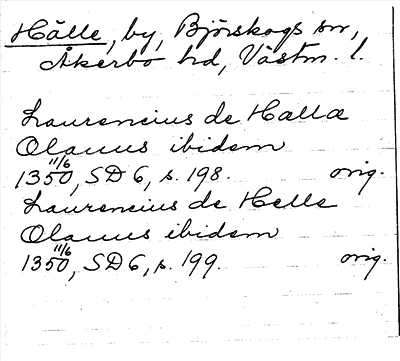 Hälle, by, Björskogs sn,
Åkerbo hd, Västm. l.
Laurencius de Halla
Olauus ibidem
1350 11/6, SD 6, s. 198. orig.
Laurencius de Helle
Olauus ibidem
1350 11/6, SD 6, s. 199. orig.